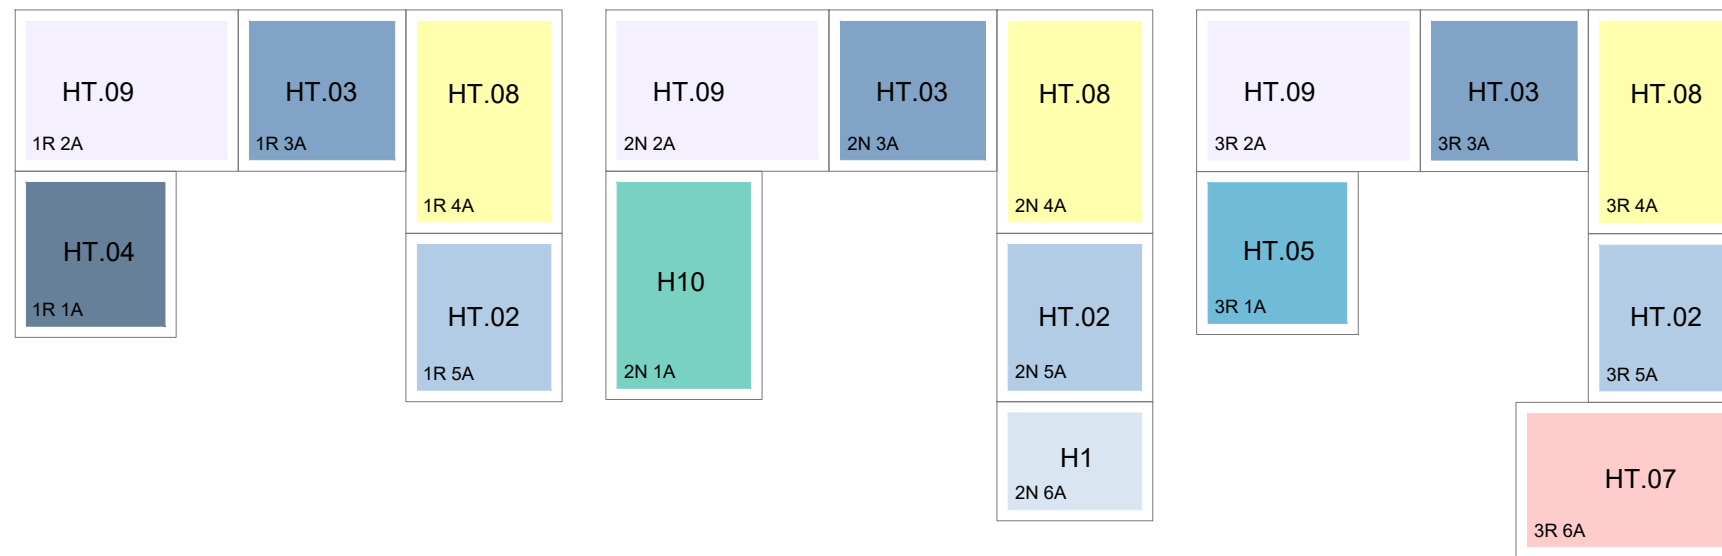 HT.09
1R 2A
HT.03
1R 3A
HT.08
1R 4A
HT.04
1R 1A
HT.02
1R 5A
HT.09
2N 2A
HT.03
2N 3A
HT.08
2N 4A
H10
2N 1A
HT.02
2N 5A
H1
2N 6A
HT.09
3R 2A
HT.03
3R 3A
HT.08
3R 4A
HT.05
3R 1A
HT.02
3R 5A
HT.07
3R 6A